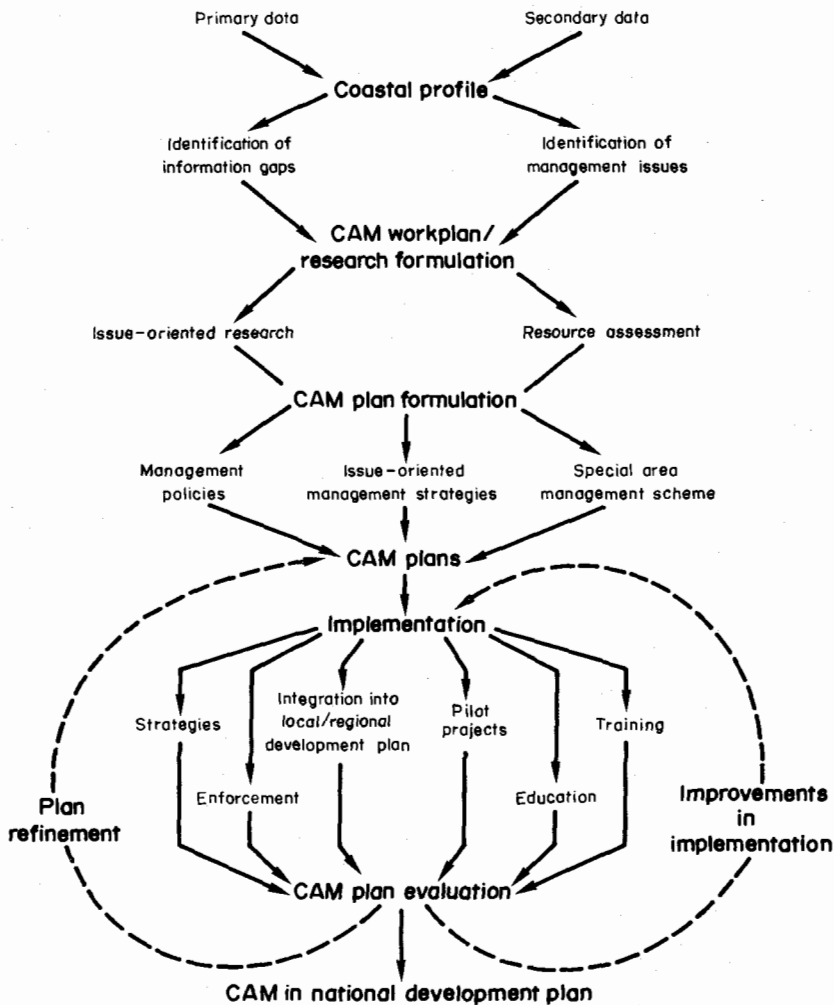 Primary data
Secondary data
Coastal profile
Identification of
information gaps
Identification of
management issues
CAM workplan/
research formulation
Issue-oriented research
Resource assessment
CAM plan formulation
Management
policies
Issue-oriented
management strategies
Special area
management scheme
CAM plans
Implementation
Strategies
Enforcement
Integration into
local/regional
development plan
Pilot
projects
Education
Training
Plan
refinement
Improvements
in
implementation
CAM plan evaluation
CAM in national development plan